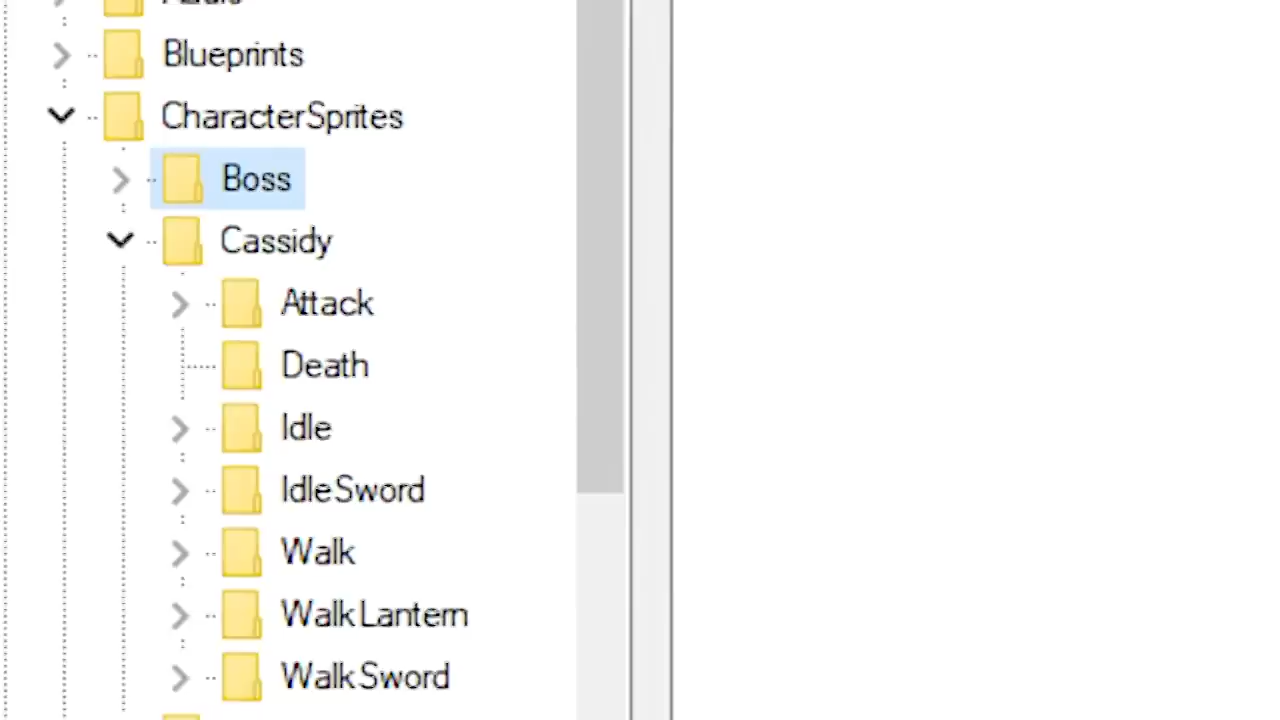 Blueprints
CharacterSprites
Boss
Cassidy
Attack
Death
Idle
IdleSword
Walk
WalkLantern
WalkSword